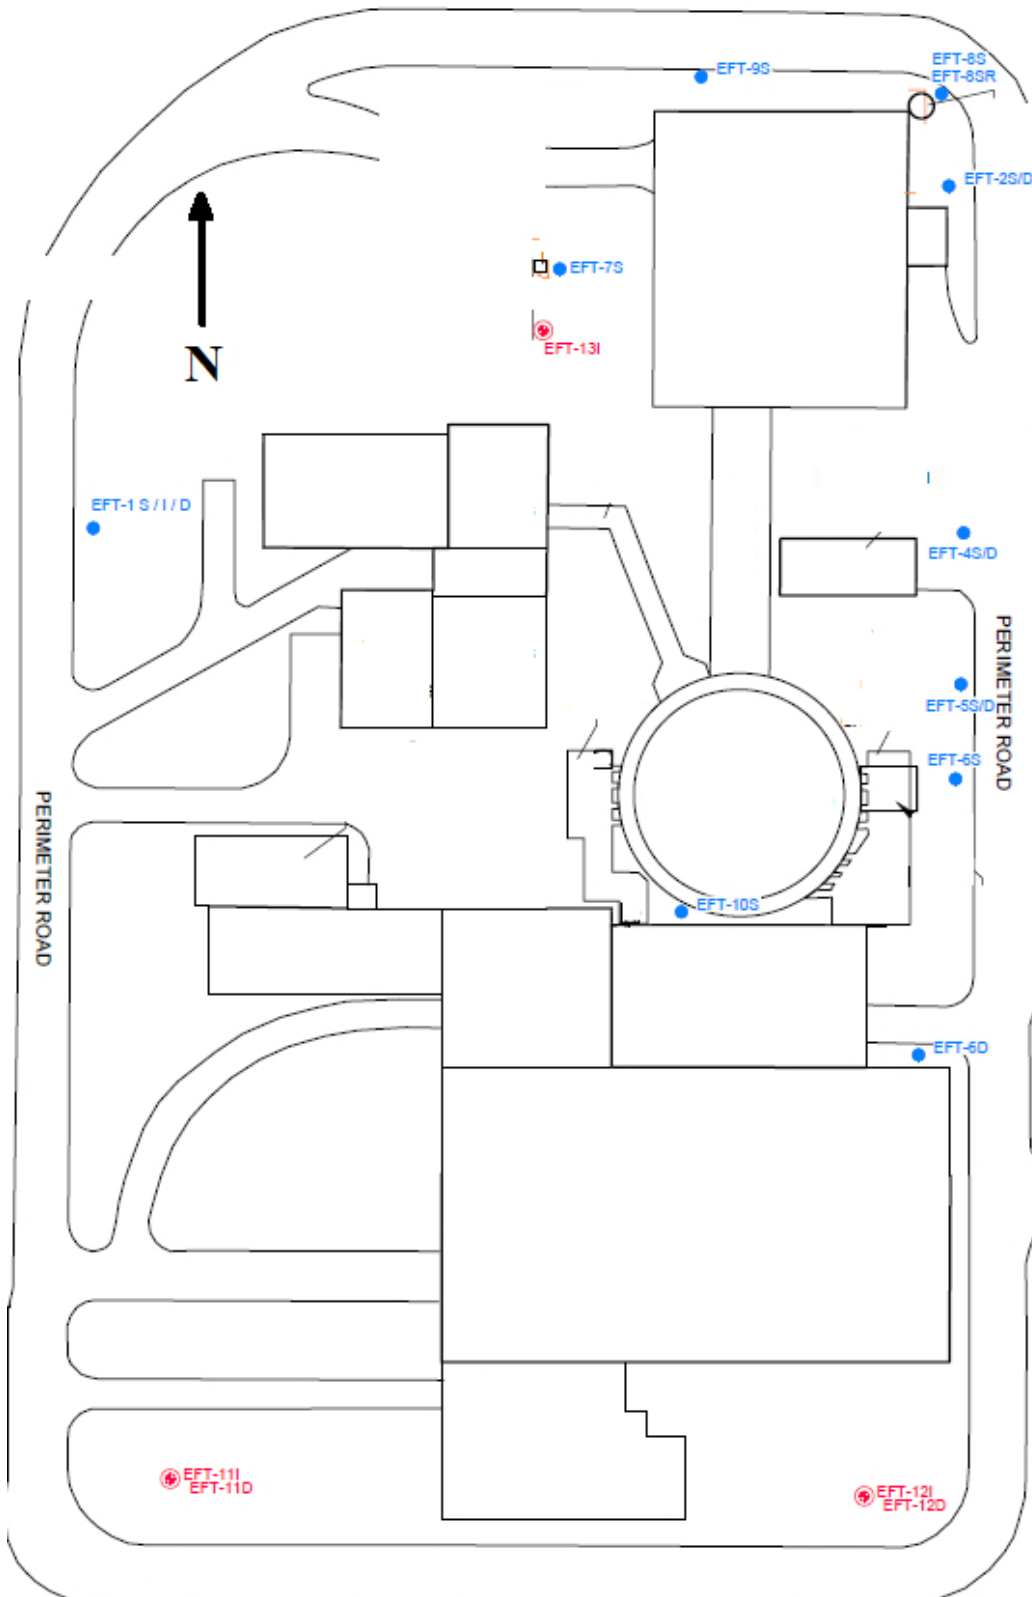 EFT-8S
EFT-9S
EFT-8SR
EFT-2S/D
EFT-7S
EFT-13I
N
EFT-1 S / I / D
EFT-4S/D
PERIMETER ROAD
EFT-5S/D
EFT-6S
PERIMETER ROAD
EFT-10S
EFT-6D
EFT-11I
EFT-11D
EFT-12I
EFT-12D